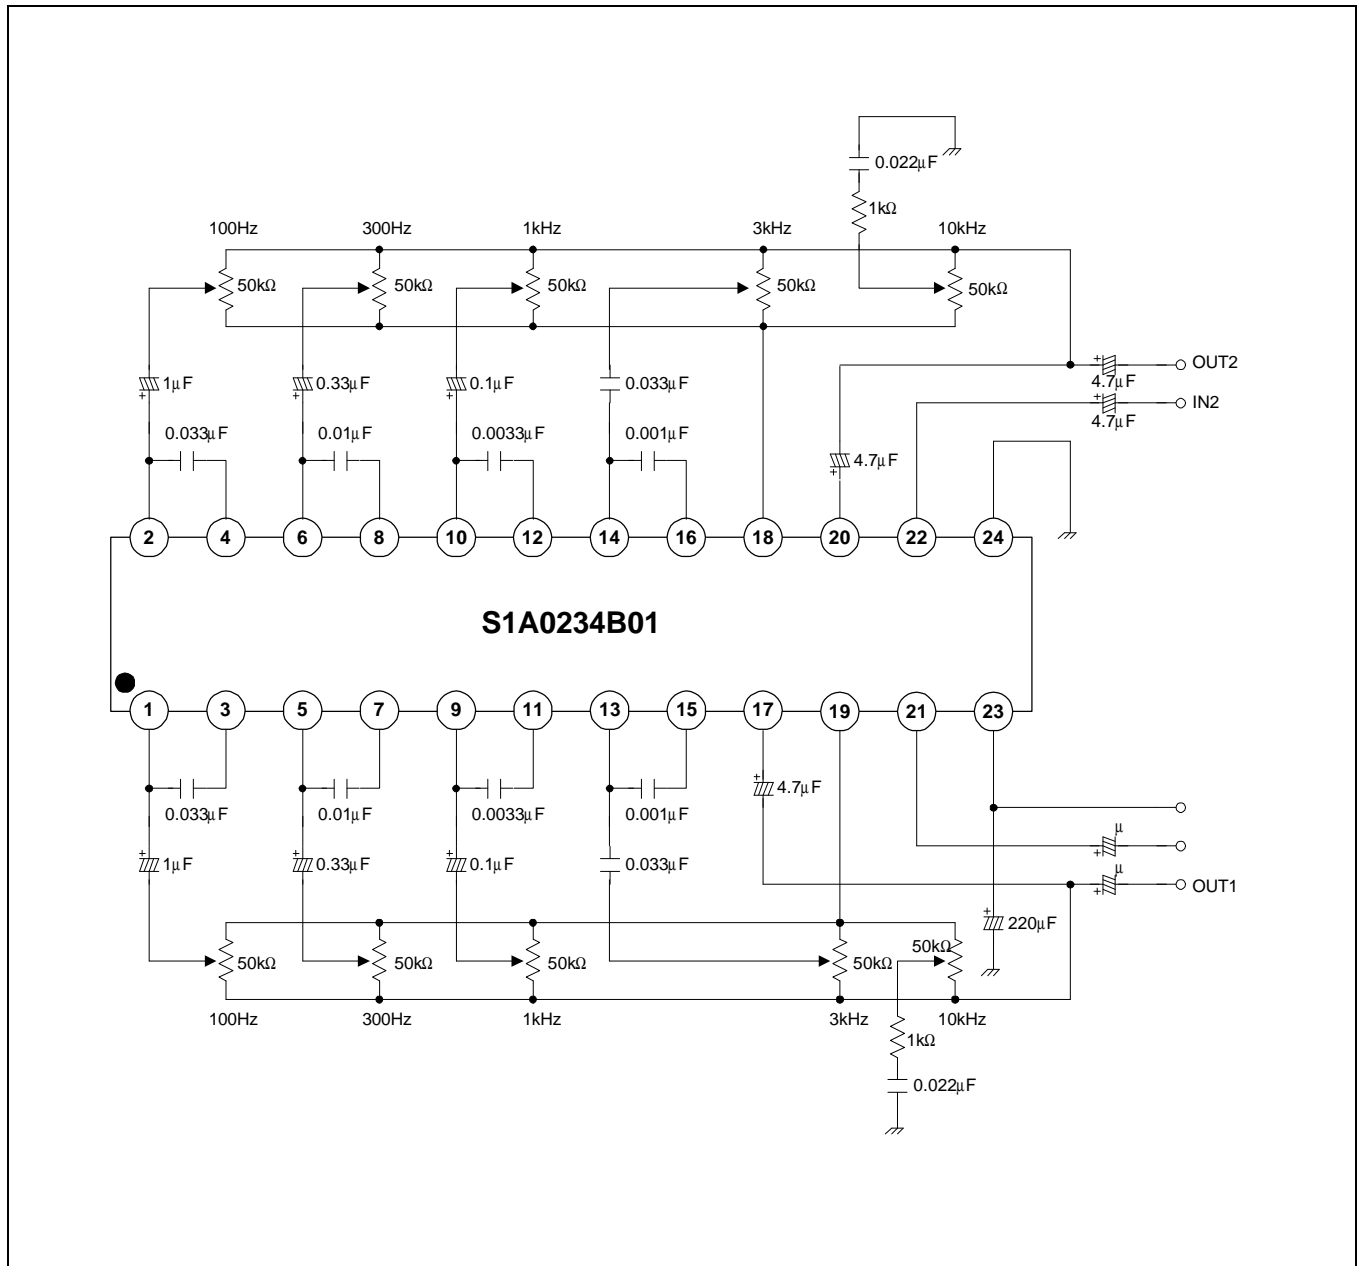 0.022μF
1kΩ
100Hz 300Hz 1kHz 3kHz 10kHz
50kΩ 50kΩ 50kΩ 50kΩ 50kΩ
+ OUT2
4.7μF
1μF 0.33μF 0.1μF 0.033μF
+ + + + IN2
4.7μF
0.033μF 0.01μF 0.0033μF 0.001μF
4.7μF
+
2 4 6 8 10 12 14 16 18 20 22 24
S1A0234B01
1 3 5 7 9 11 13 15 17 19 21 23
+ 4.7μF
0.033μF 0.01μF 0.0033μF 0.001μF
μ
+ + + +
1μF 0.33μF 0.1μF 0.033μF
μ
+ OUT1
+ 220μF
50kΩ
50kΩ 50kΩ 50kΩ 50kΩ
100Hz 300Hz 1kHz 3kHz 10kHz
1kΩ
0.022μF